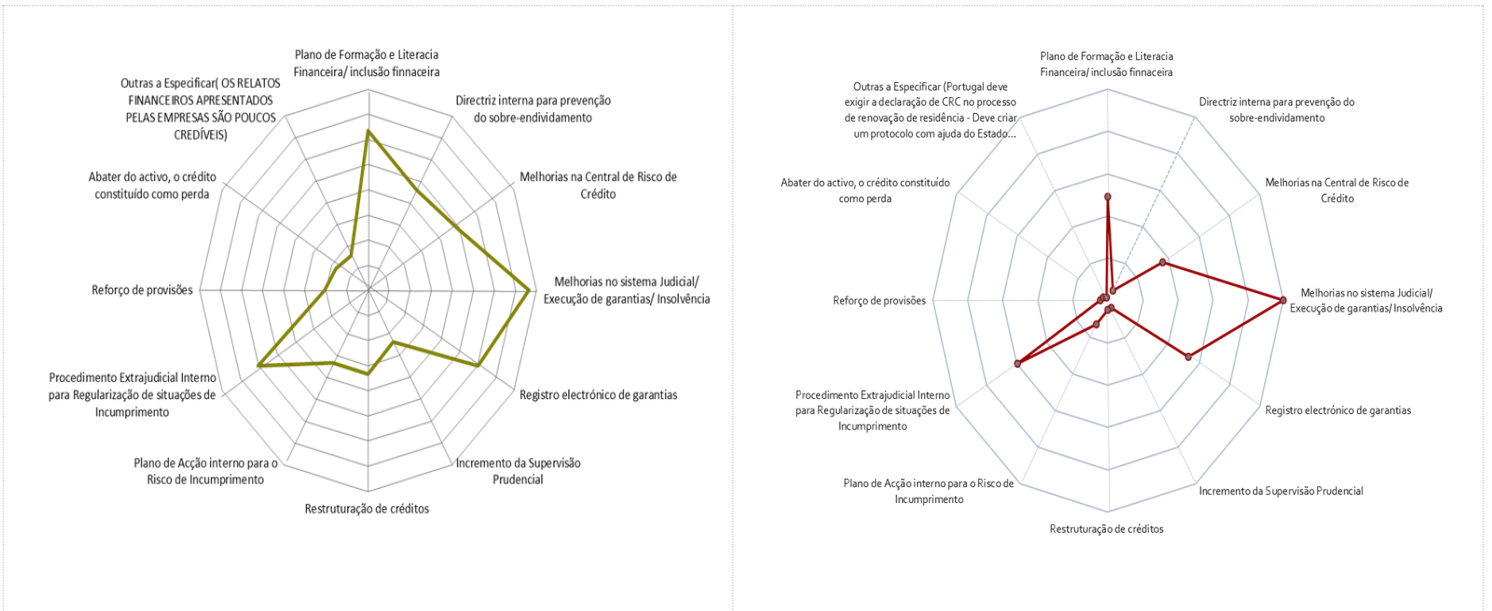 Plano de Formação e Literacia
Financeira/ inclusão finnaceira
Directriz interna para prevenção
do sobre-endividamento
Melhorias na Central de Risco de
Crédito
Melhorias no sistema Judicial/
Execução de garantias/ Insolvência
Registro electrónico de garantias
Incremento da Supervisão
Prudencial
Restruturação de créditos
Plano de Acção interno para o
Risco de Incumprimento
Procedimento Extrajudicial Interno
para Regularização de situações de
Incumprimento
Reforço de provisões
Abater do activo, o crédito
constituído como perda
Outras a Especificar( OS RELATOS
FINANCEIROS APRESENTADOS
PELAS EMPRESAS SÃO POUCOS
CREDÍVEIS)
Plano de Formação e Literacia
Financeira/ inclusão finnaceira
Directriz interna para prevenção do
sobre-endividamento
Melhorias na Central de Risco de
Crédito
Melhorias no sistema Judicial/
Execução de garantias/ Insolvência
Registro electrónico de garantias
Incremento da Supervisão Prudencial
Restruturação de créditos
Plano de Acção interno para o Risco de
Incumprimento
Procedimento Extrajudicial Interno
para Regularização de situações de
Incumprimento
Reforço de provisões
Abater do activo, o crédito constituído
como perda
Outras a Especificar (Portugal deve
exigir a declaração de CRC no processo
de renovação de residência - Deve criar
um protocolo com ajuda do Estado...